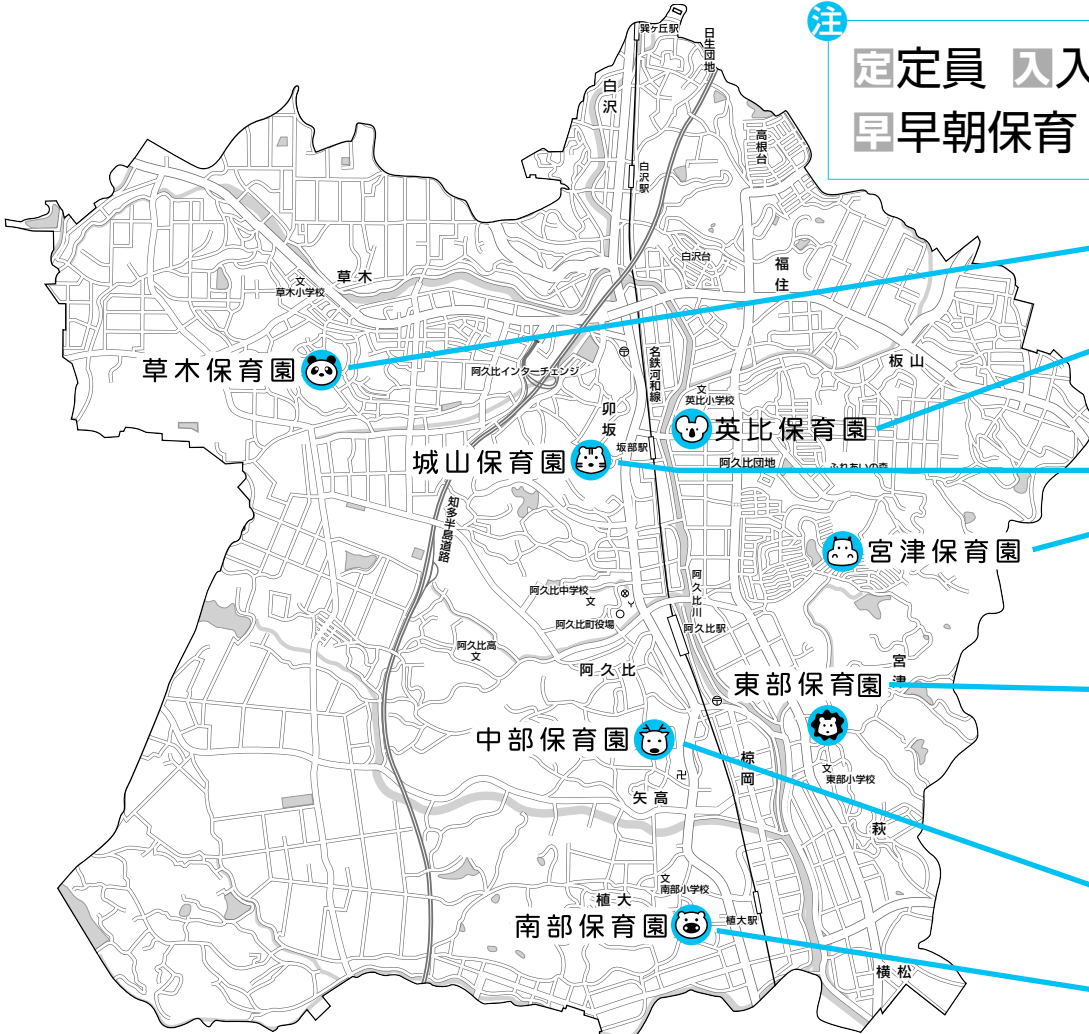 注
定定員 入入
早早朝保育
巽ヶ丘駅
日生団地
白沢
高根台
白沢駅
白沢台
福住
草木
文
草木小学校
草木保育園
阿久比インターチェンジ
名鉄河和線
板山
文
英比小学校
卯坂
英比保育園
坂部駅
城山保育園
阿久比団地
ふれあいの森
知多半島道路
宮津保育園
阿久比中学校
文
阿久比川
阿久比町役場
阿久比駅
阿久比高
文
阿久比
宮津
東部保育園
中部保育園
椋岡
文
東部小学校
矢高
萩
文
南部小学校
植大
南部保育園
植大駅
横松